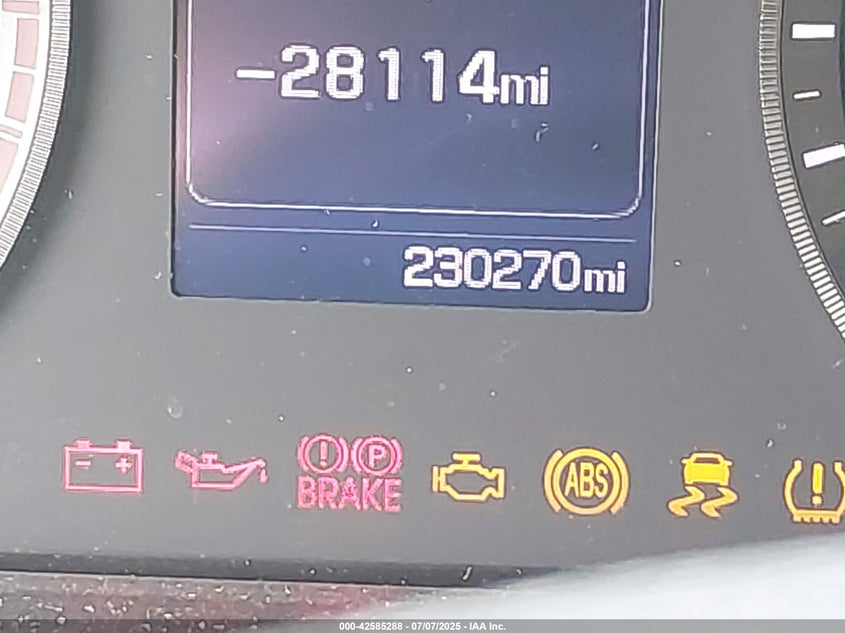 -28114mi
230270mi
! P
BRAKE
- +
ABS
!
000-42585288 - 07/07/2025 - IAA Inc.